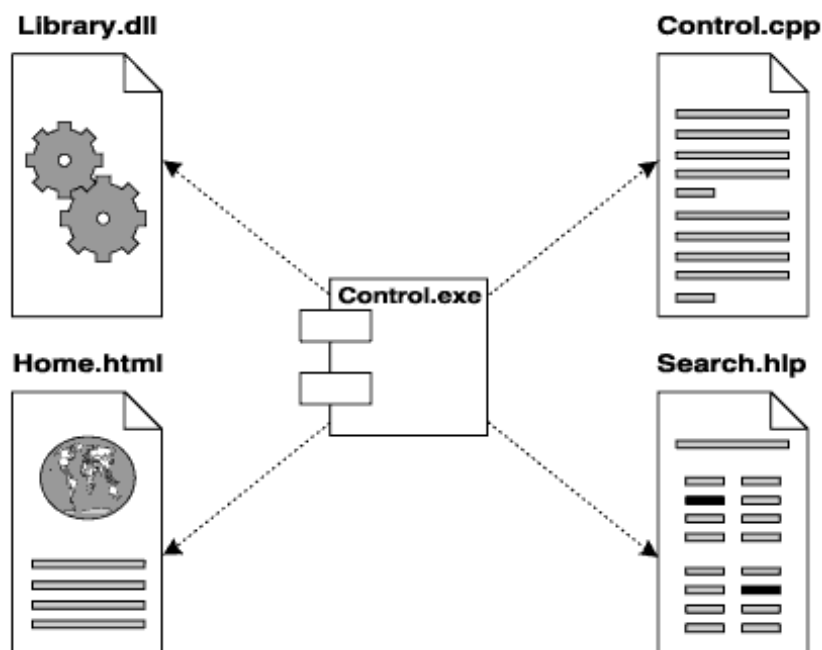 Library.dll
Control.cpp
Control.exe
Home.html
Search.hlp